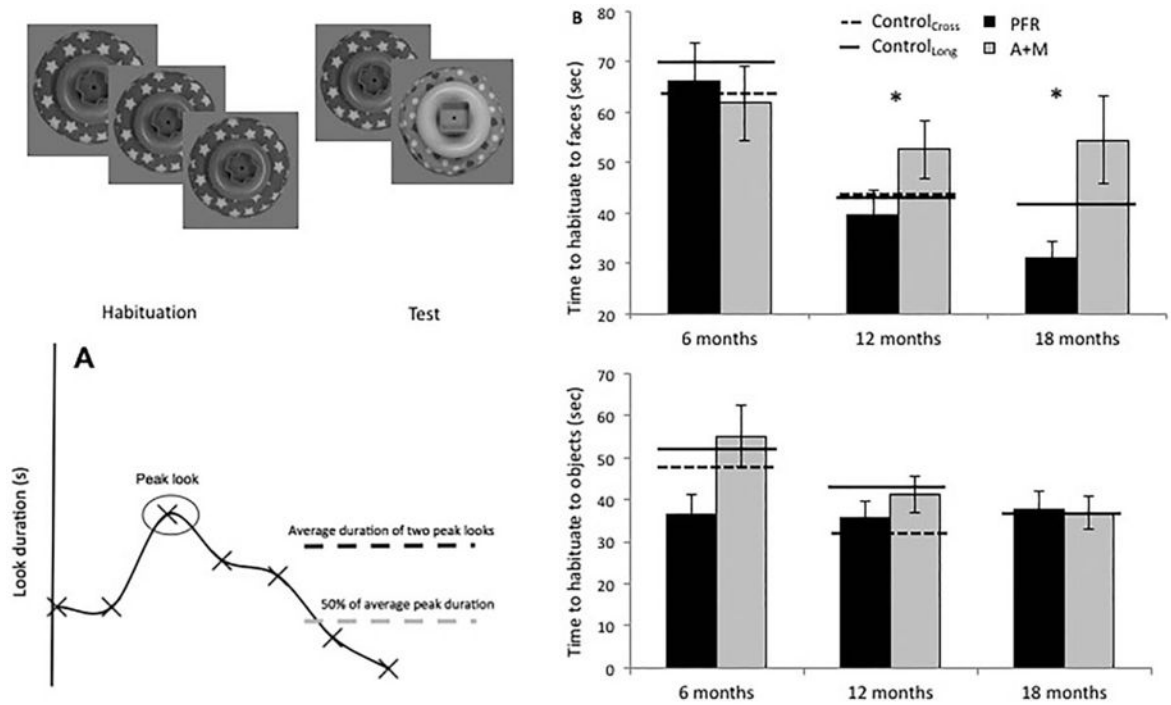 Habituation
Test
A
Look duration (s)
Peak look
Average duration of two peak looks
50% of average peak duration
B
Control_Cross
Control_Long
PFR
A+M
Time to habituate to faces (sec)
80
70
60
50
40
30
20
*
*
6 months
12 months
18 months
Time to habituate to objects (sec)
70
60
50
40
30
20
10
0
6 months
12 months
18 months